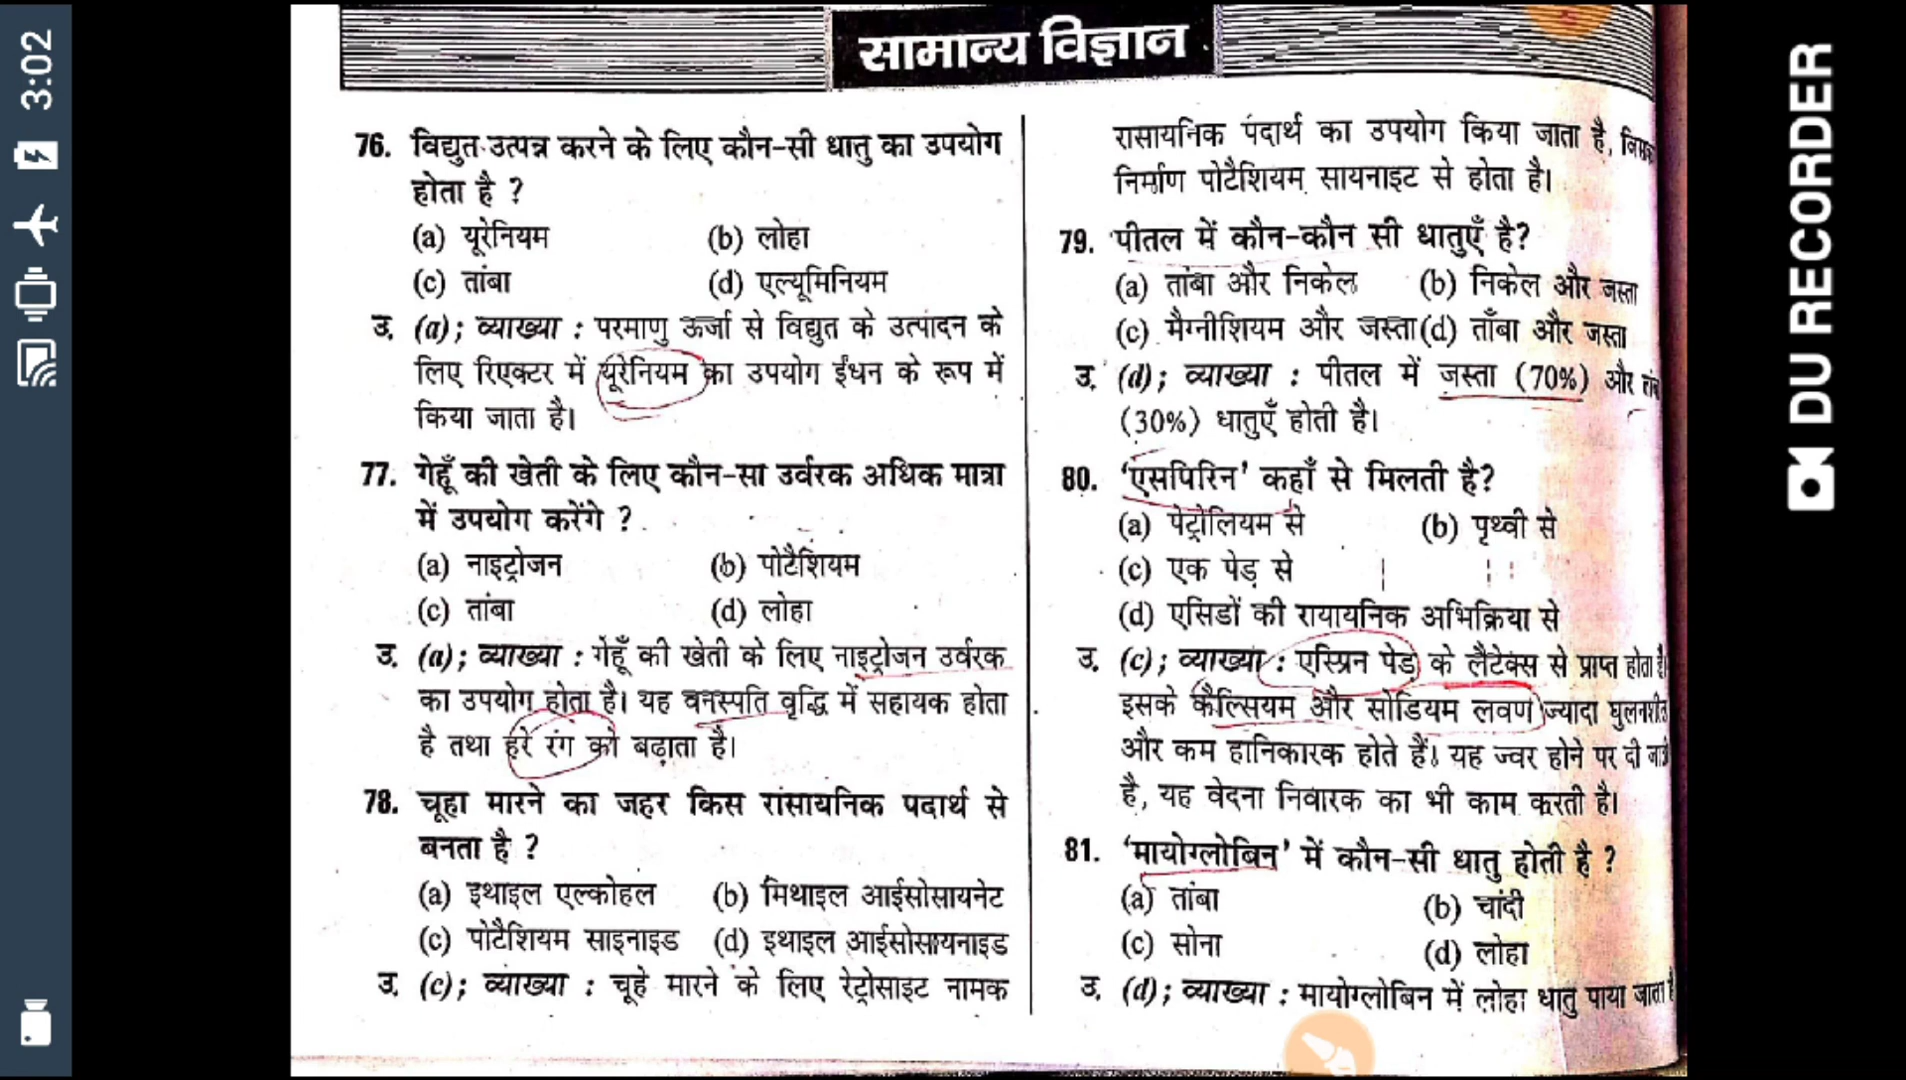 3:02
सामान्य विज्ञान
76. विद्युत उत्पन्न करने के लिए कौन-सी धातु का उपयोग
होता है ?
(a) यूरेनियम (b) लोहा
(c) तांबा (d) एल्यूमिनियम
उ. (a); व्याख्या : परमाणु ऊर्जा से विद्युत के उत्पादन के
लिए रिएक्टर में यूरेनियम का उपयोग ईंधन के रूप में
किया जाता है।
77. गेहूँ की खेती के लिए कौन-सा उर्वरक अधिक मात्रा
में उपयोग करेंगे ?
(a) नाइट्रोजन (b) पोटैशियम
(c) तांबा (d) लोहा
उ. (a); व्याख्या : गेहूँ की खेती के लिए नाइट्रोजन उर्वरक
का उपयोग होता है। यह वनस्पति वृद्धि में सहायक होता
है तथा हरे रंग को बढ़ाता है।
78. चूहा मारने का जहर किस रासायनिक पदार्थ से
बनता है ?
(a) इथाइल एल्कोहल (b) मिथाइल आईसोसायनेट
(c) पोटैशियम साइनाइड (d) इथाइल आईसोसायनाइड
उ. (c); व्याख्या : चूहे मारने के लिए रेट्रोसाइट नामक
रासायनिक पदार्थ का उपयोग किया जाता है,
निर्माण पोटैशियम सायनाइट से होता है।
79. पीतल में कौन-कौन सी धातुएँ है?
(a) तांबा और निकेल (b) निकेल और जस्ता
(c) मैग्नीशियम और जस्ता (d) ताँबा और जस्ता
उ. (d); व्याख्या : पीतल में जस्ता (70%) और
(30%) धातुएँ होती है।
80. ‘एसपिरिन’ कहाँ से मिलती है?
(a) पेट्रोलियम से (b) पृथ्वी से
(c) एक पेड़ से
(d) एसिडों की रायायनिक अभिक्रिया से
उ. (c); व्याख्या : एस्प्रिन पेड़ के लैटेक्स से प्राप्त होता है
इसके कैल्सियम और सोडियम लवण ज्यादा
और कम हानिकारक होते हैं। यह ज्वर होने पर दी
है, यह वेदना निवारक का भी काम करती है।
81. ‘मायोग्लोबिन’ में कौन-सी धातु होती है ?
(a) तांबा (b) चांदी
(c) सोना (d) लोहा
उ. (d); व्याख्या : मायोग्लोबिन में लोहा धातु पाया जाता है
DU RECORDER